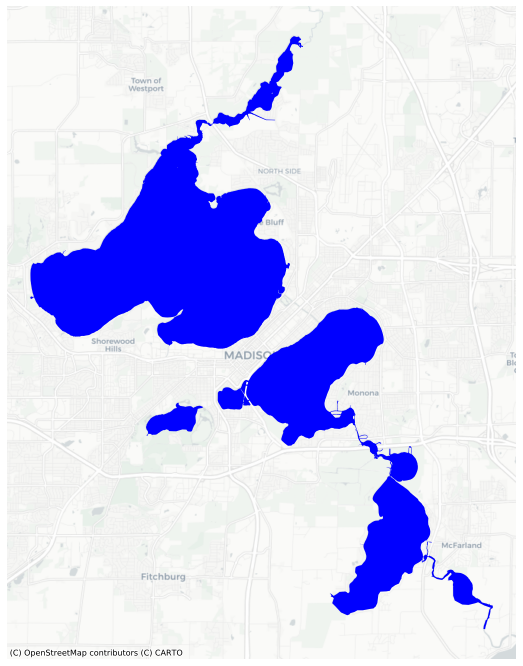 Town of
Westport
NORTH SIDE
Bluff
Shorewood
Hills
MADISO
Monona
McFarland
Fitchburg
(C) OpenStreetMap contributors (C) CARTO